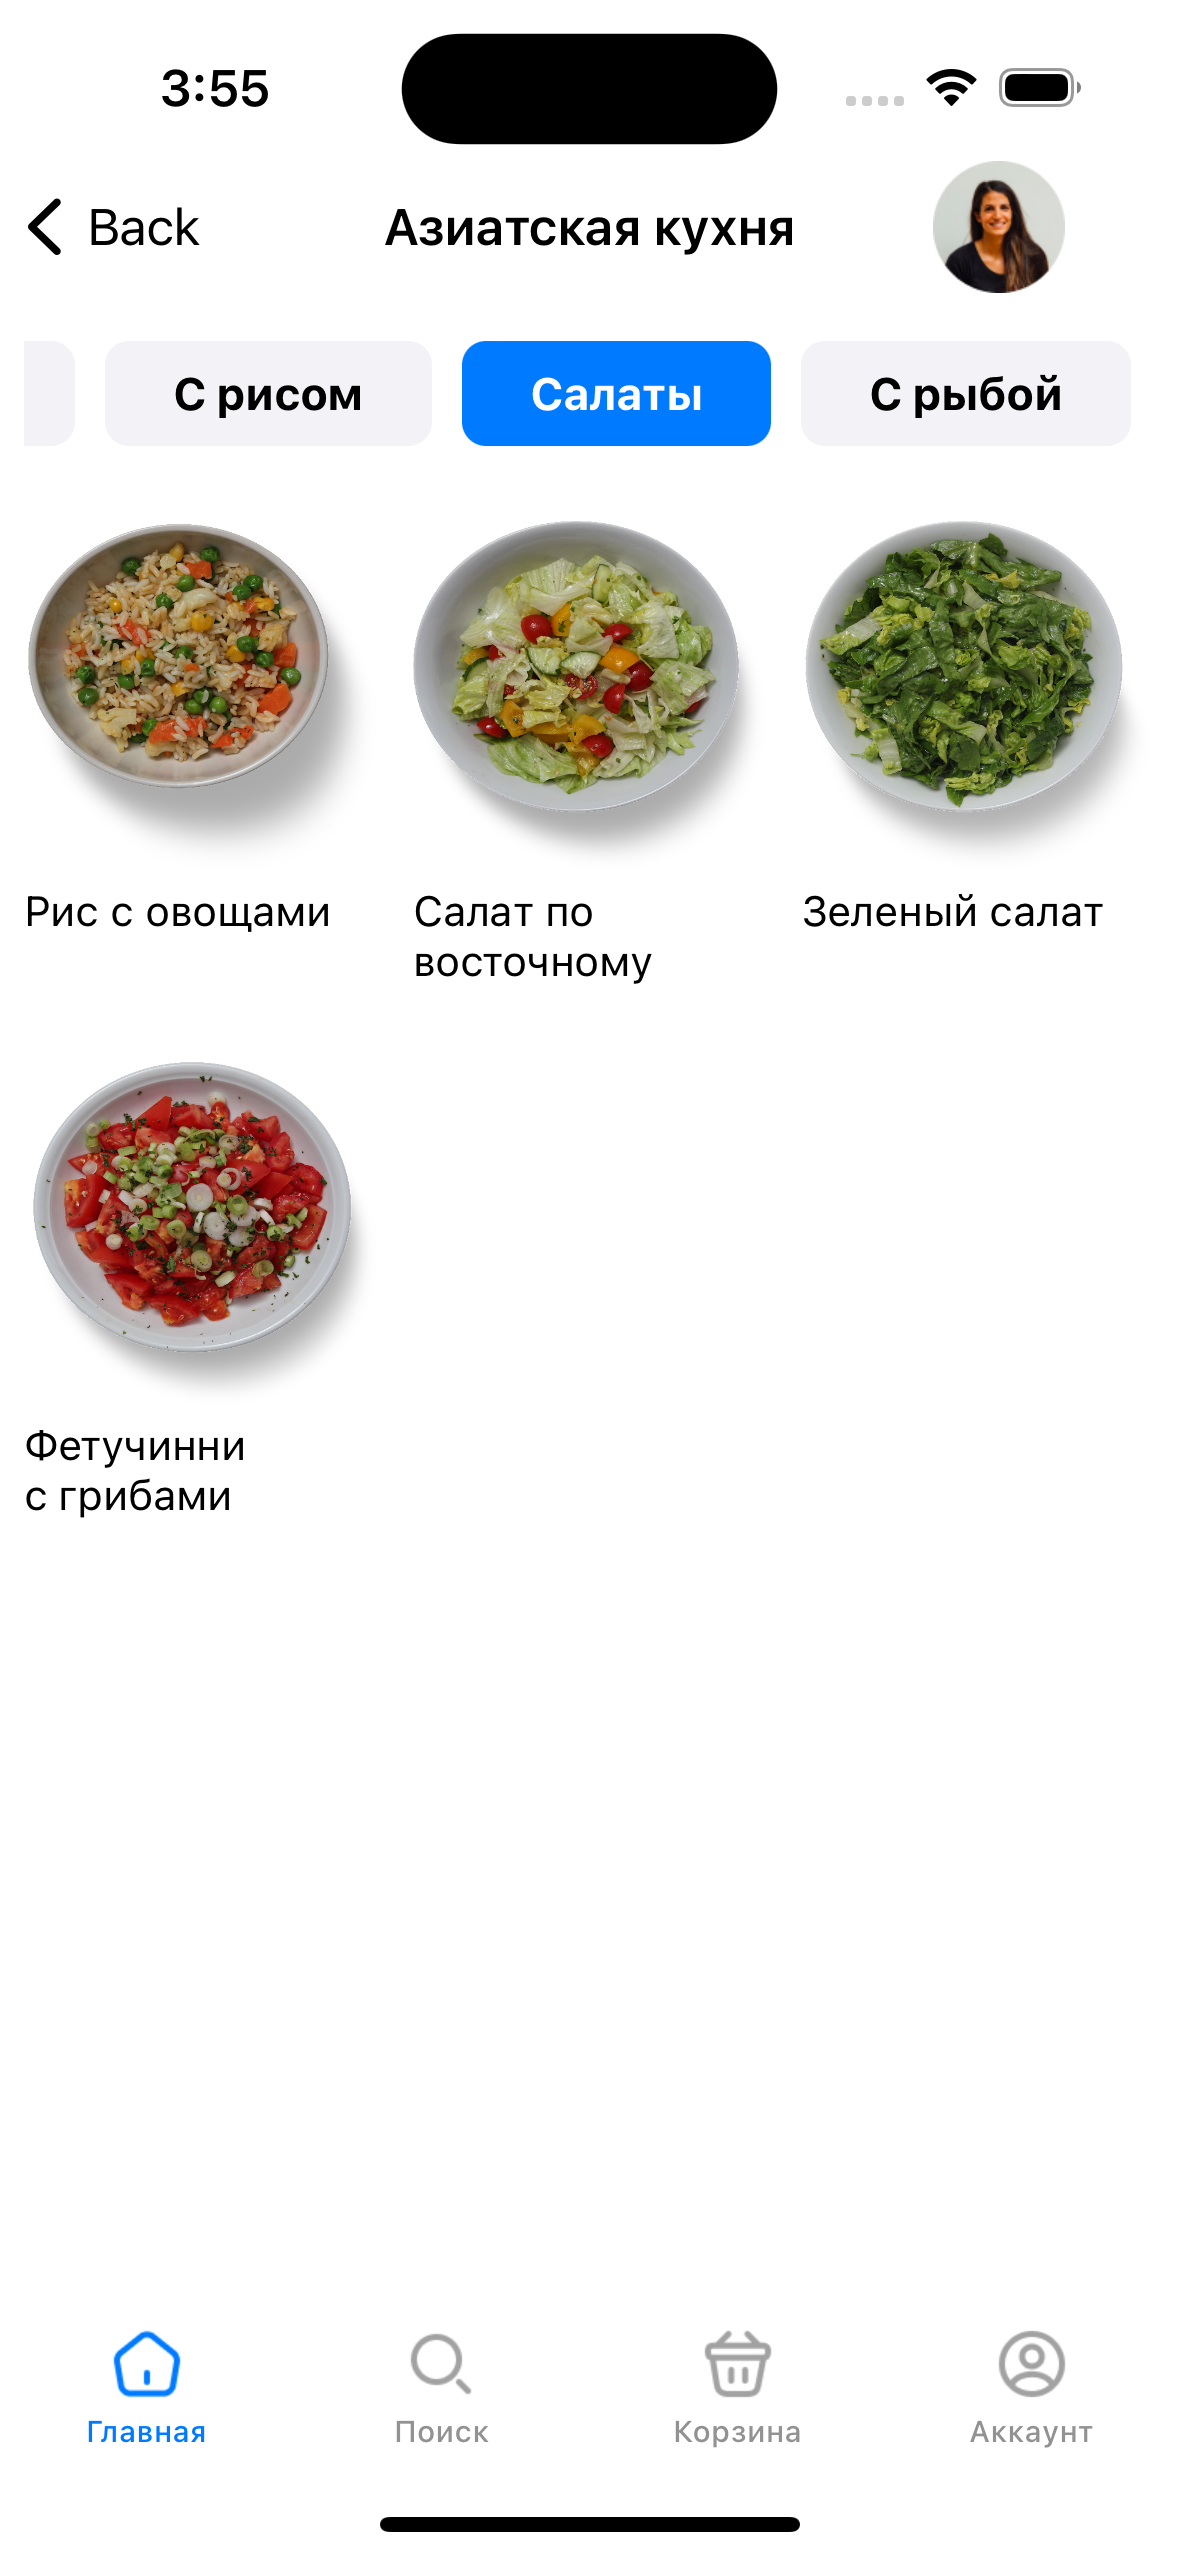 3:55
Back
Азиатская кухня
С рисом
Салаты
С рыбой
Рис с овощами
Салат по
восточному
Зеленый салат
Фетучинни
с грибами
Главная
Поиск
Корзина
Аккаунт